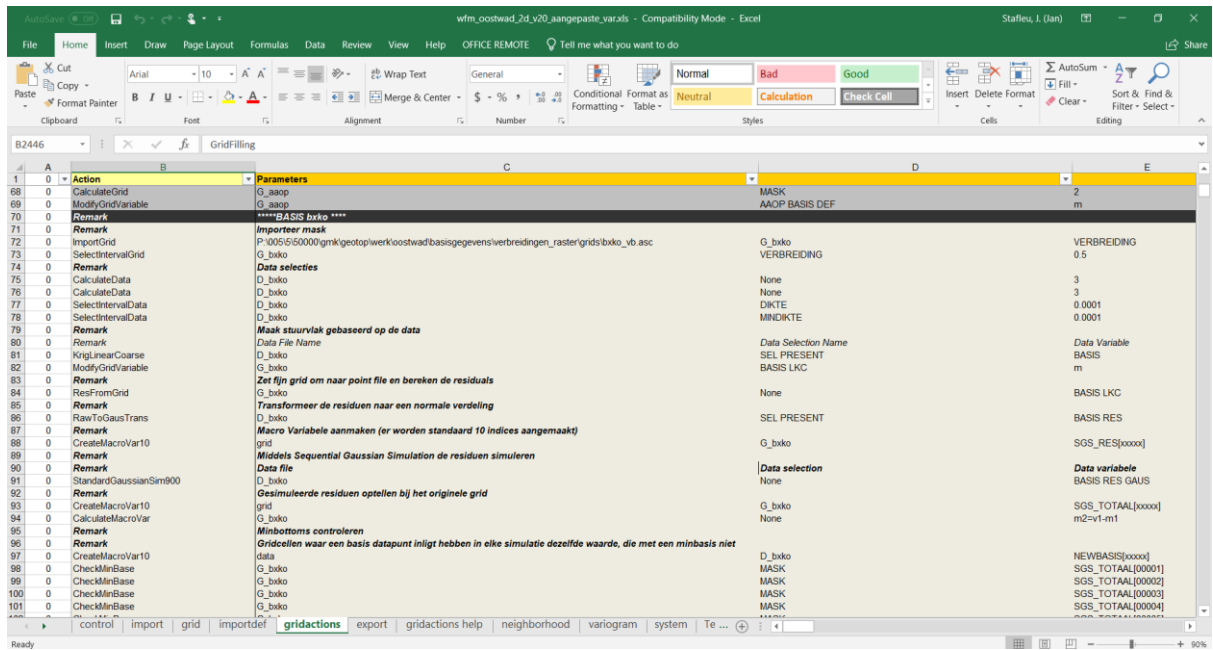 AutoSave Off wfm_oostwad_2d_v20_aangepaste_var.xls - Compatibility Mode - Excel Stafleu, J. (Jan)
File Home Insert Draw Page Layout Formulas Data Review View Help OFFICE REMOTE Tell me what you want to do Share
Paste Cut Copy Format Painter Arial 10 B I U Wrap Text Merge & Center General $ % Conditional Formatting Format as Table Normal Bad Good Neutral Calculation Check Cell Insert Delete Format AutoSum Fill Clear Sort & Filter Find & Select
Clipboard Font Alignment Number Styles Cells Editing
B2446 fx GridFilling
A B C D E
1 0 Action Parameters
68 0 CalculateGrid G_aaop MASK 2
69 0 ModifyGridVariable G_aaop AAOP BASIS DEF m
70 0 Remark *****BASIS bxko ****
71 0 Remark Importeer mask
72 0 ImportGrid P:\005\5\50000\gmk\geotop\werk\oostwad\basisgegevens\verbreidingen_raster\grids\bxko_vb.asc G_bxko VERBREIDING
73 0 SelectIntervalGrid G_bxko VERBREIDING 0.5
74 0 Remark Data selecties
75 0 CalculateData D_bxko None 3
76 0 CalculateData D_bxko None 3
77 0 SelectIntervalData D_bxko DIKTE 0.0001
78 0 SelectIntervalData D_bxko MINDIKTE 0.0001
79 0 Remark Maak stuurvlak gebaseerd op de data
80 0 Remark Data File Name Data Selection Name Data Variable
81 0 KrigLinearCoarse D_bxko SEL PRESENT BASIS
82 0 ModifyGridVariable G_bxko BASIS LKC m
83 0 Remark Zet fijn grid om naar point file en bereken de residuals
84 0 ResFromGrid G_bxko None BASIS LKC
85 0 Remark Transformeer de residuen naar een normale verdeling
86 0 RawToGausTrans D_bxko SEL PRESENT BASIS RES
87 0 Remark Macro Variabele aanmaken (er worden standaard 10 indices aangemaakt)
88 0 CreateMacroVar10 grid G_bxko SGS_RES[xxxxx]
89 0 Remark Middels Sequential Gaussian Simulation de residuen simuleren
90 0 Remark Data file Data selection Data variabele
91 0 StandardGaussianSim900 D_bxko None BASIS RES GAUS
92 0 Remark Gesimuleerde residuen optellen bij het originele grid
93 0 CreateMacroVar10 grid G_bxko SGS_TOTAAL[xxxxx]
94 0 CalculateMacroVar G_bxko None m2=v1-m1
95 0 Remark Minbottoms controleren
96 0 Remark Gridcellen waar een basis datapunt inligt hebben in elke simulatie dezelfde waarde, die met een minbasis niet
97 0 CreateMacroVar10 data D_bxko NEWBASIS[xxxxx]
98 0 CheckMinBase G_bxko MASK SGS_TOTAAL[00001]
99 0 CheckMinBase G_bxko MASK SGS_TOTAAL[00002]
100 0 CheckMinBase G_bxko MASK SGS_TOTAAL[00003]
101 0 CheckMinBase G_bxko MASK SGS_TOTAAL[00004]
control import grid importdef gridactions export gridactions help neighborhood variogram system Te ...
Ready 90%